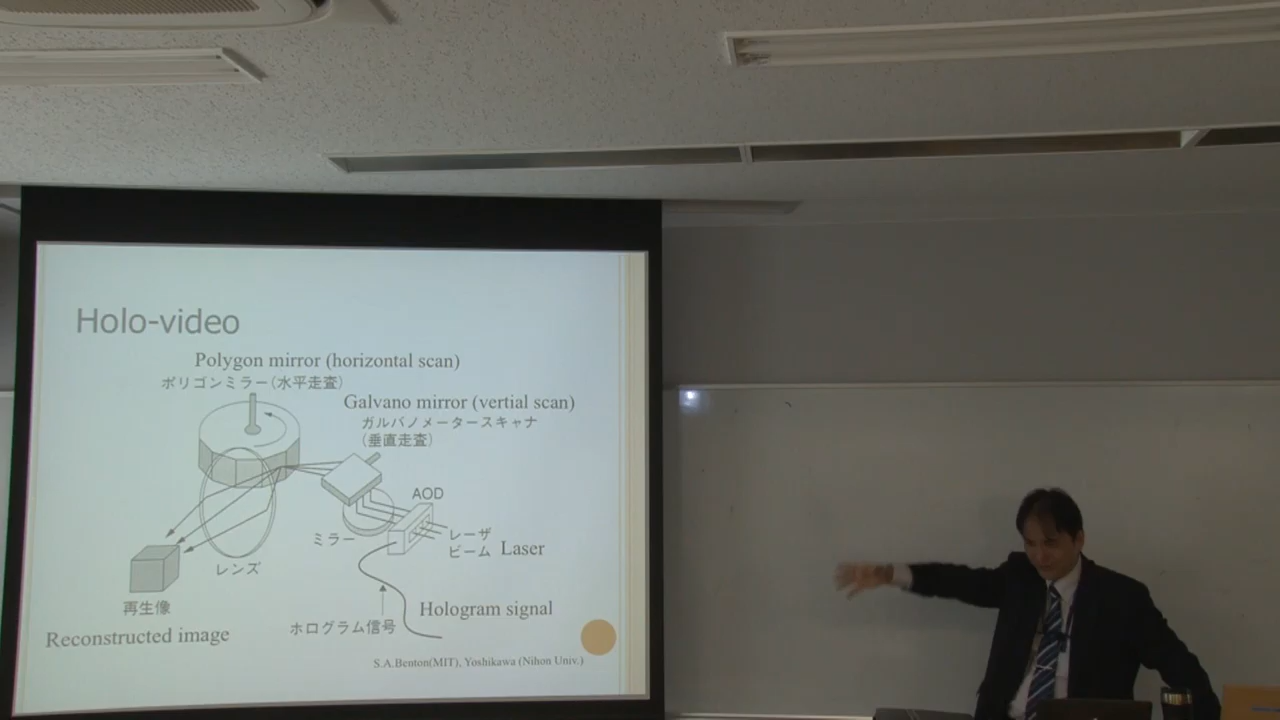 Holo-video
Polygon mirror (horizontal scan)
ポリゴンミラー(水平走査)
Galvano mirror (vertial scan)
ガルバノメータースキャナ
(垂直走査)
AOD
ミラー
レーザ
ビーム Laser
レンズ
再生像
Reconstructed image
Hologram signal
ホログラム信号
S.A.Benton(MIT), Yoshikawa (Nihon Univ.)